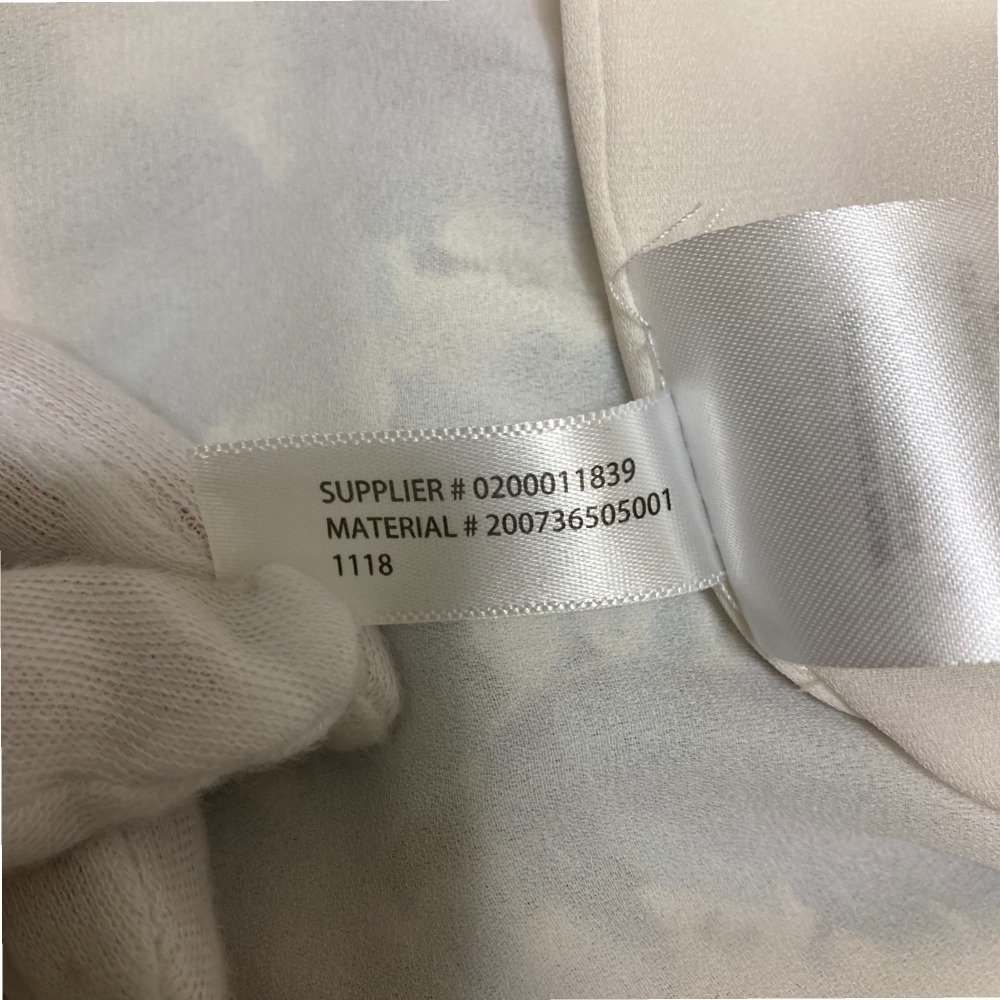 SUPPLIER # 0200011839
MATERIAL # 200736505001
1118